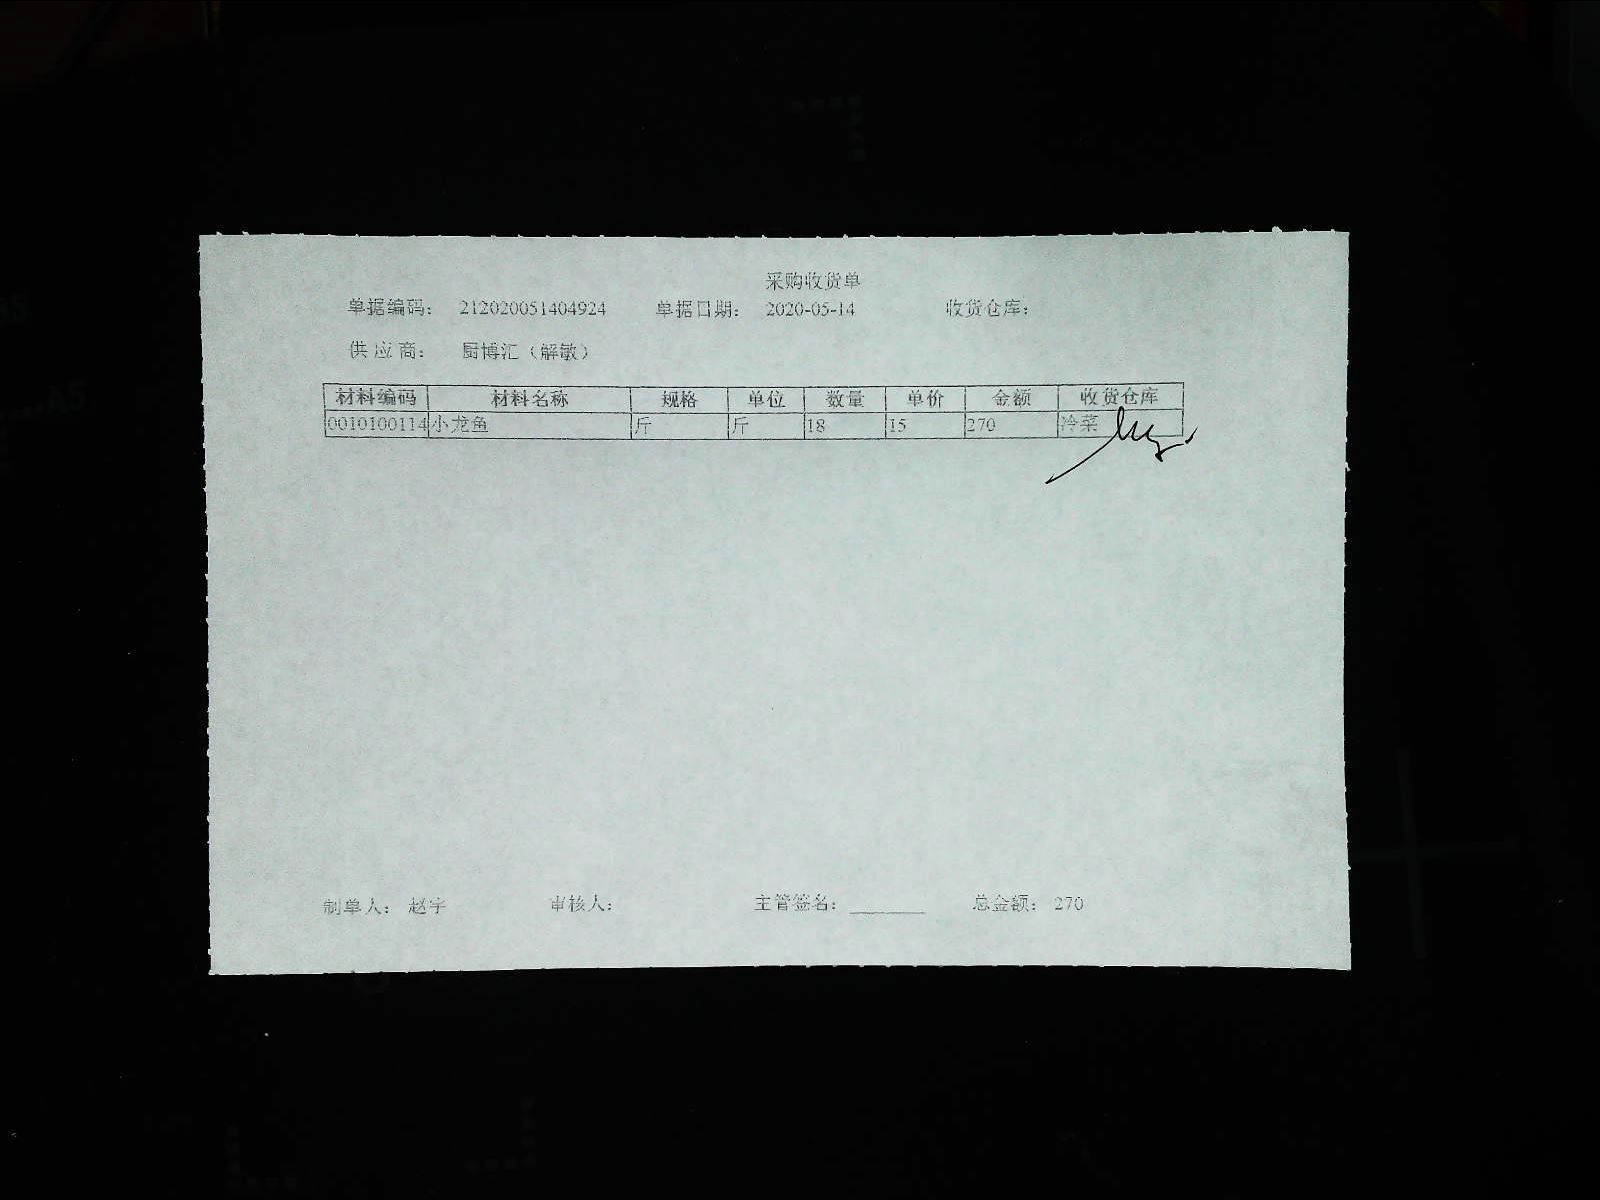 采购收货单
单据编码: 212020051404924 单据日期: 2020-05-14 收货仓库:
供应商: 厨博汇（解敏）
材料编码 材料名称 规格 单位 数量 单价 金额 收货仓库
0010100114 小龙鱼 斤 斤 18 15 270 冷菜
制单人: 赵宇 审核人: 主管签名: 总金额: 270